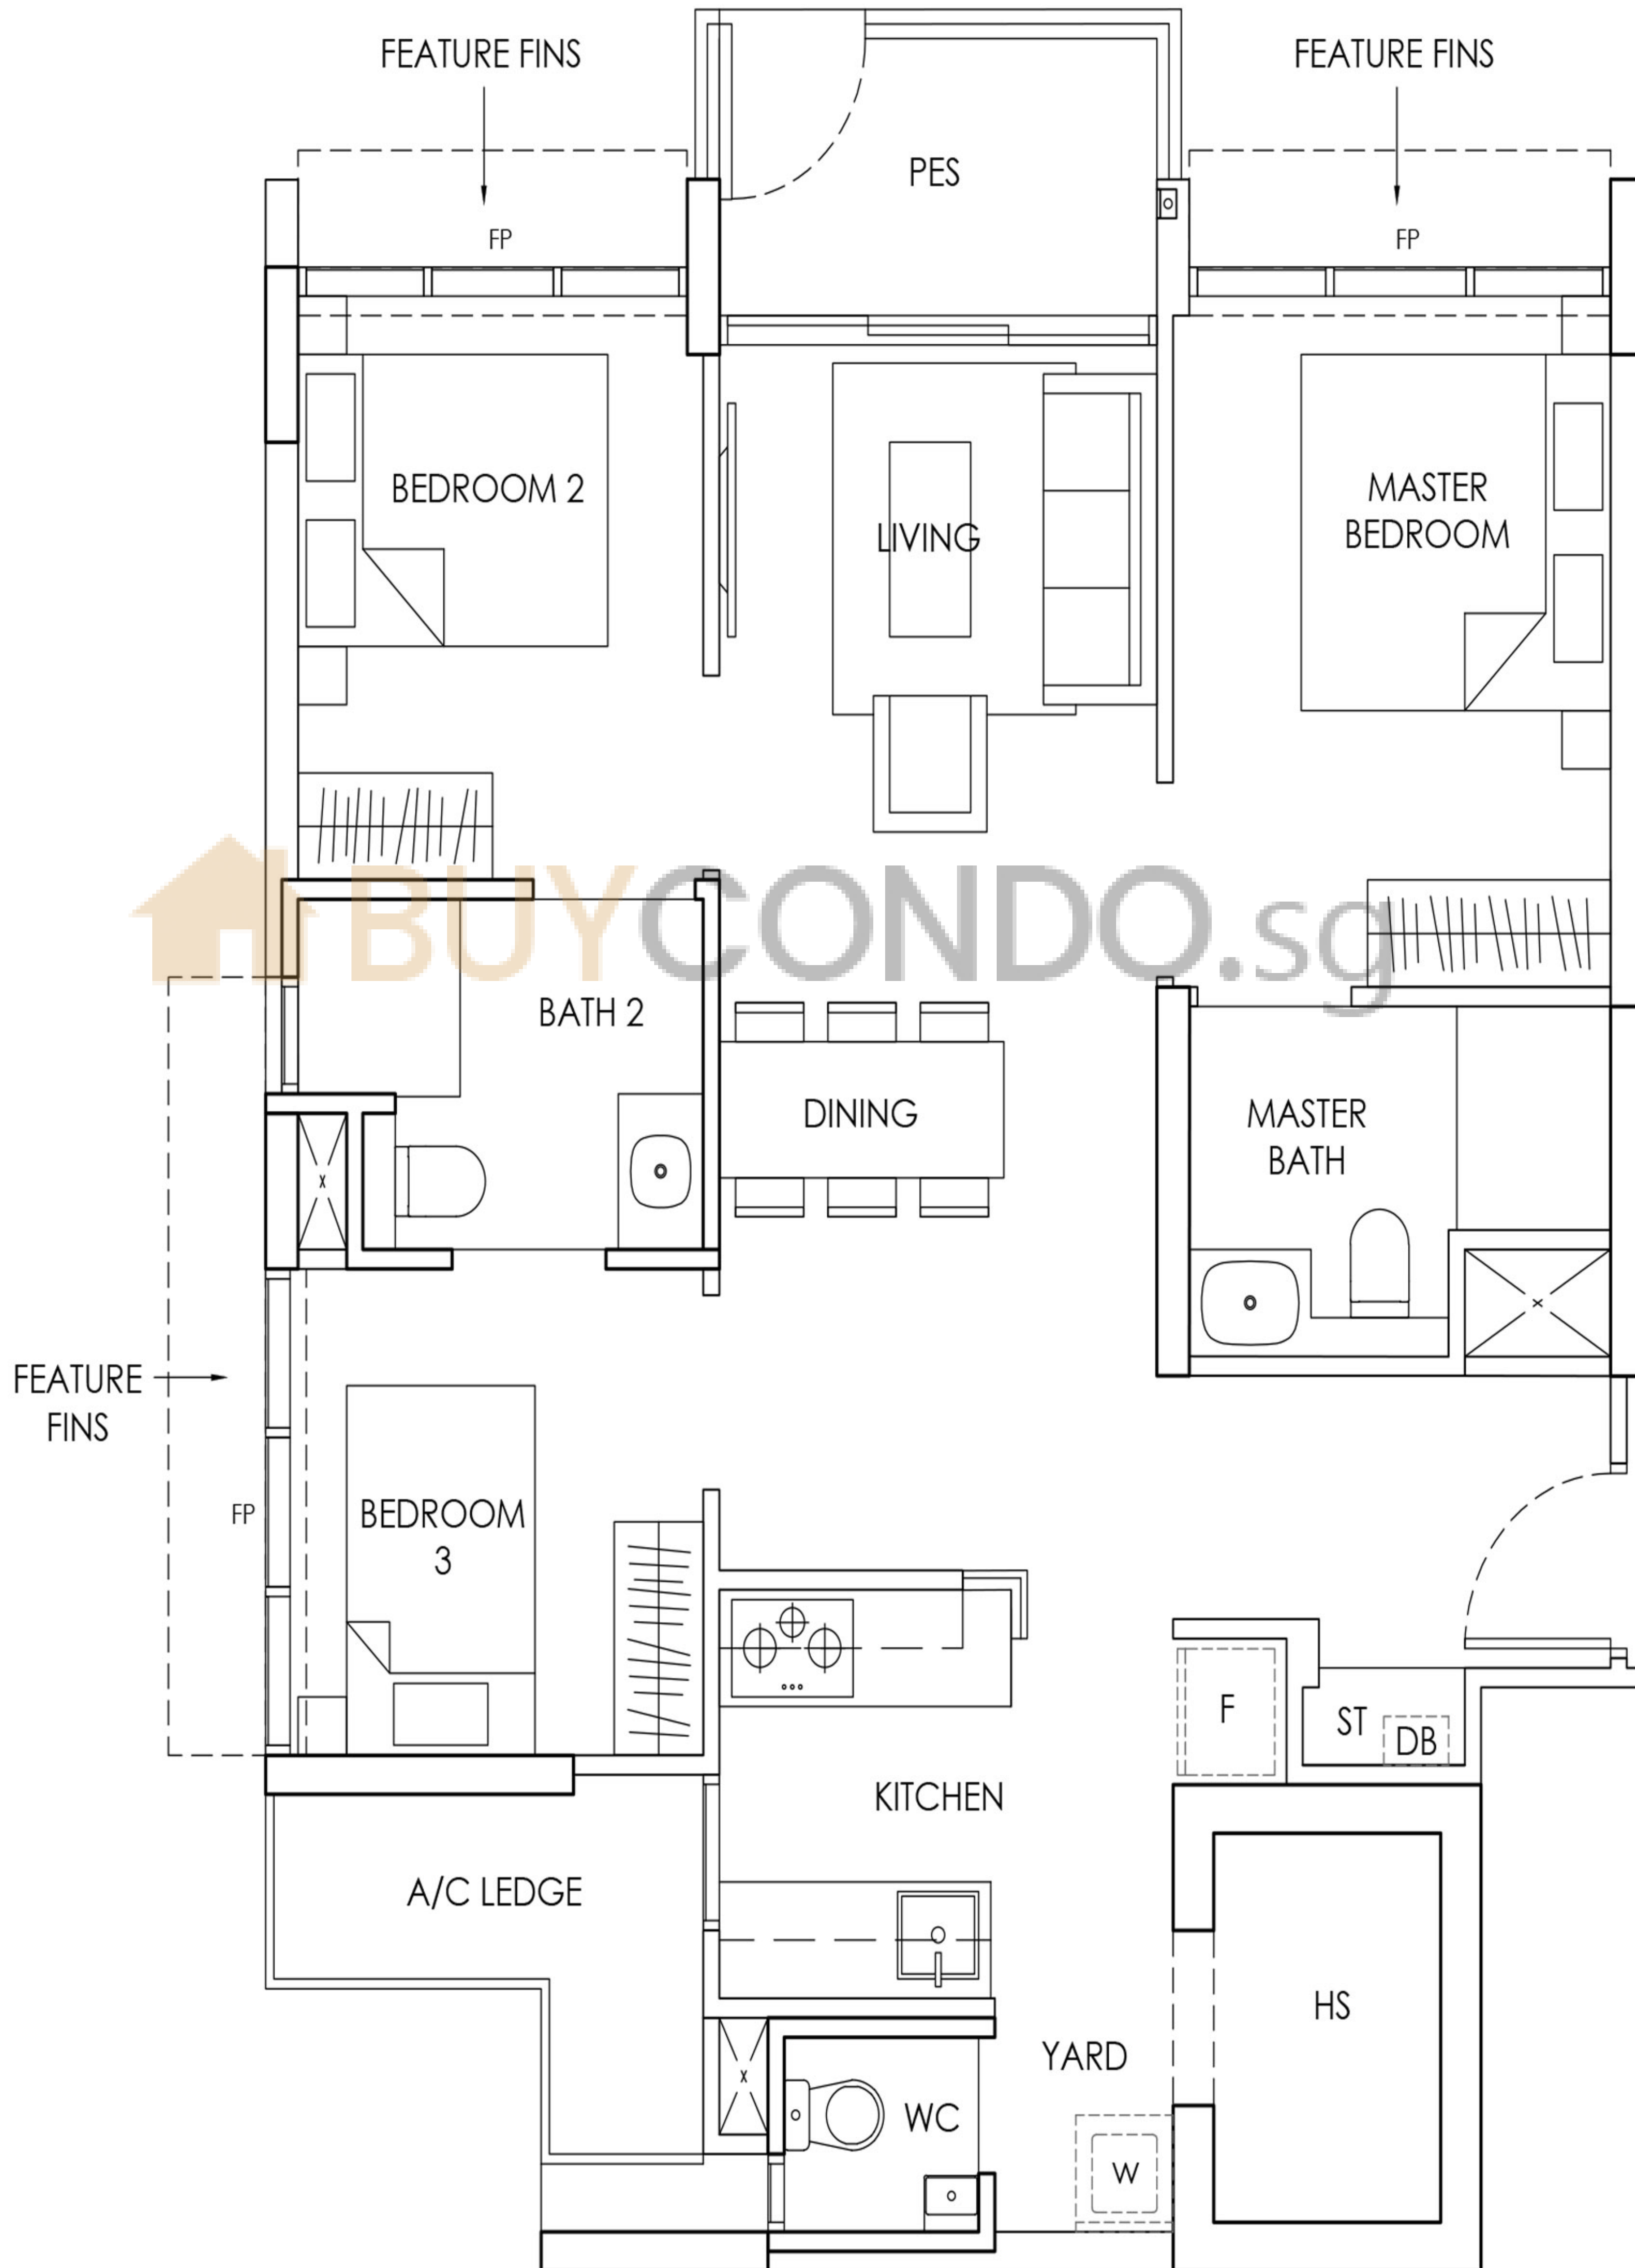 FEATURE FINS
FEATURE FINS
PES
FP
FP
BEDROOM 2
MASTER
BEDROOM
LIVING
BUYCONDO.sg
BATH 2
DINING
MASTER
BATH
FEATURE
FINS
FP
BEDROOM
3
F
ST
DB
KITCHEN
A/C LEDGE
HS
YARD
WC
W